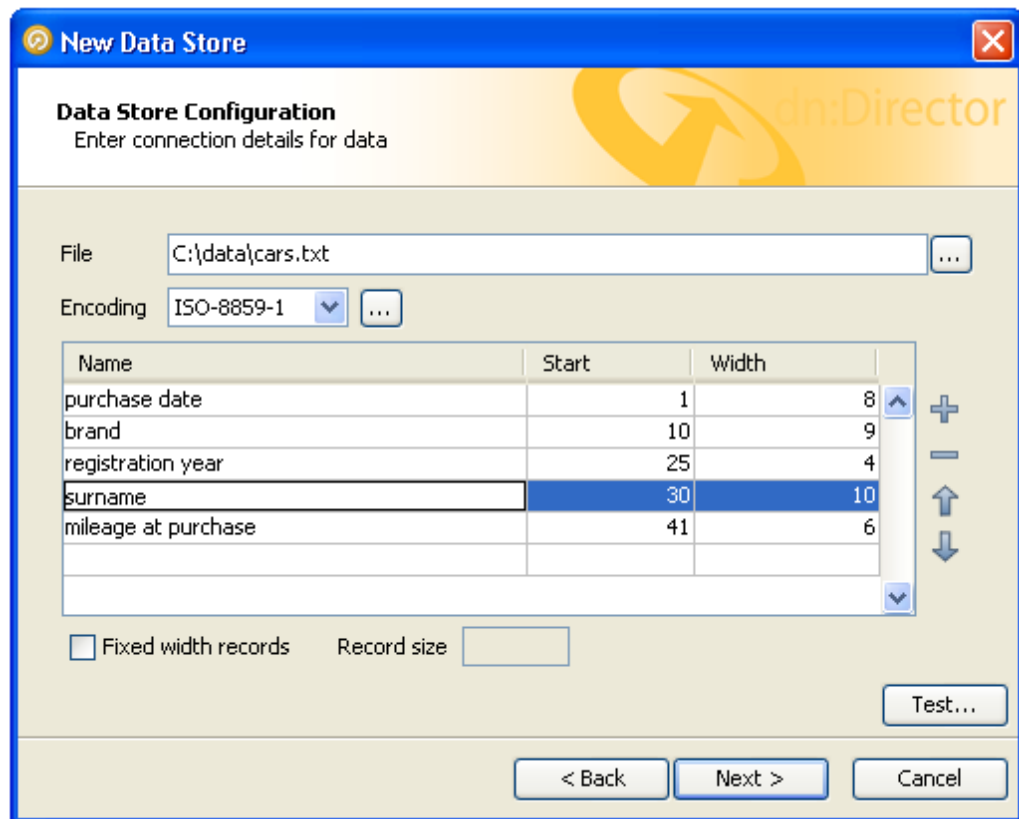 New Data Store
Data Store Configuration
Enter connection details for data
dn:Director
File C:\data\cars.txt ...
Encoding ISO-8859-1 ...
Name Start Width
purchase date 1 8
brand 10 9
registration year 25 4
surname 30 10
mileage at purchase 41 6
Fixed width records Record size
Test...
< Back Next > Cancel